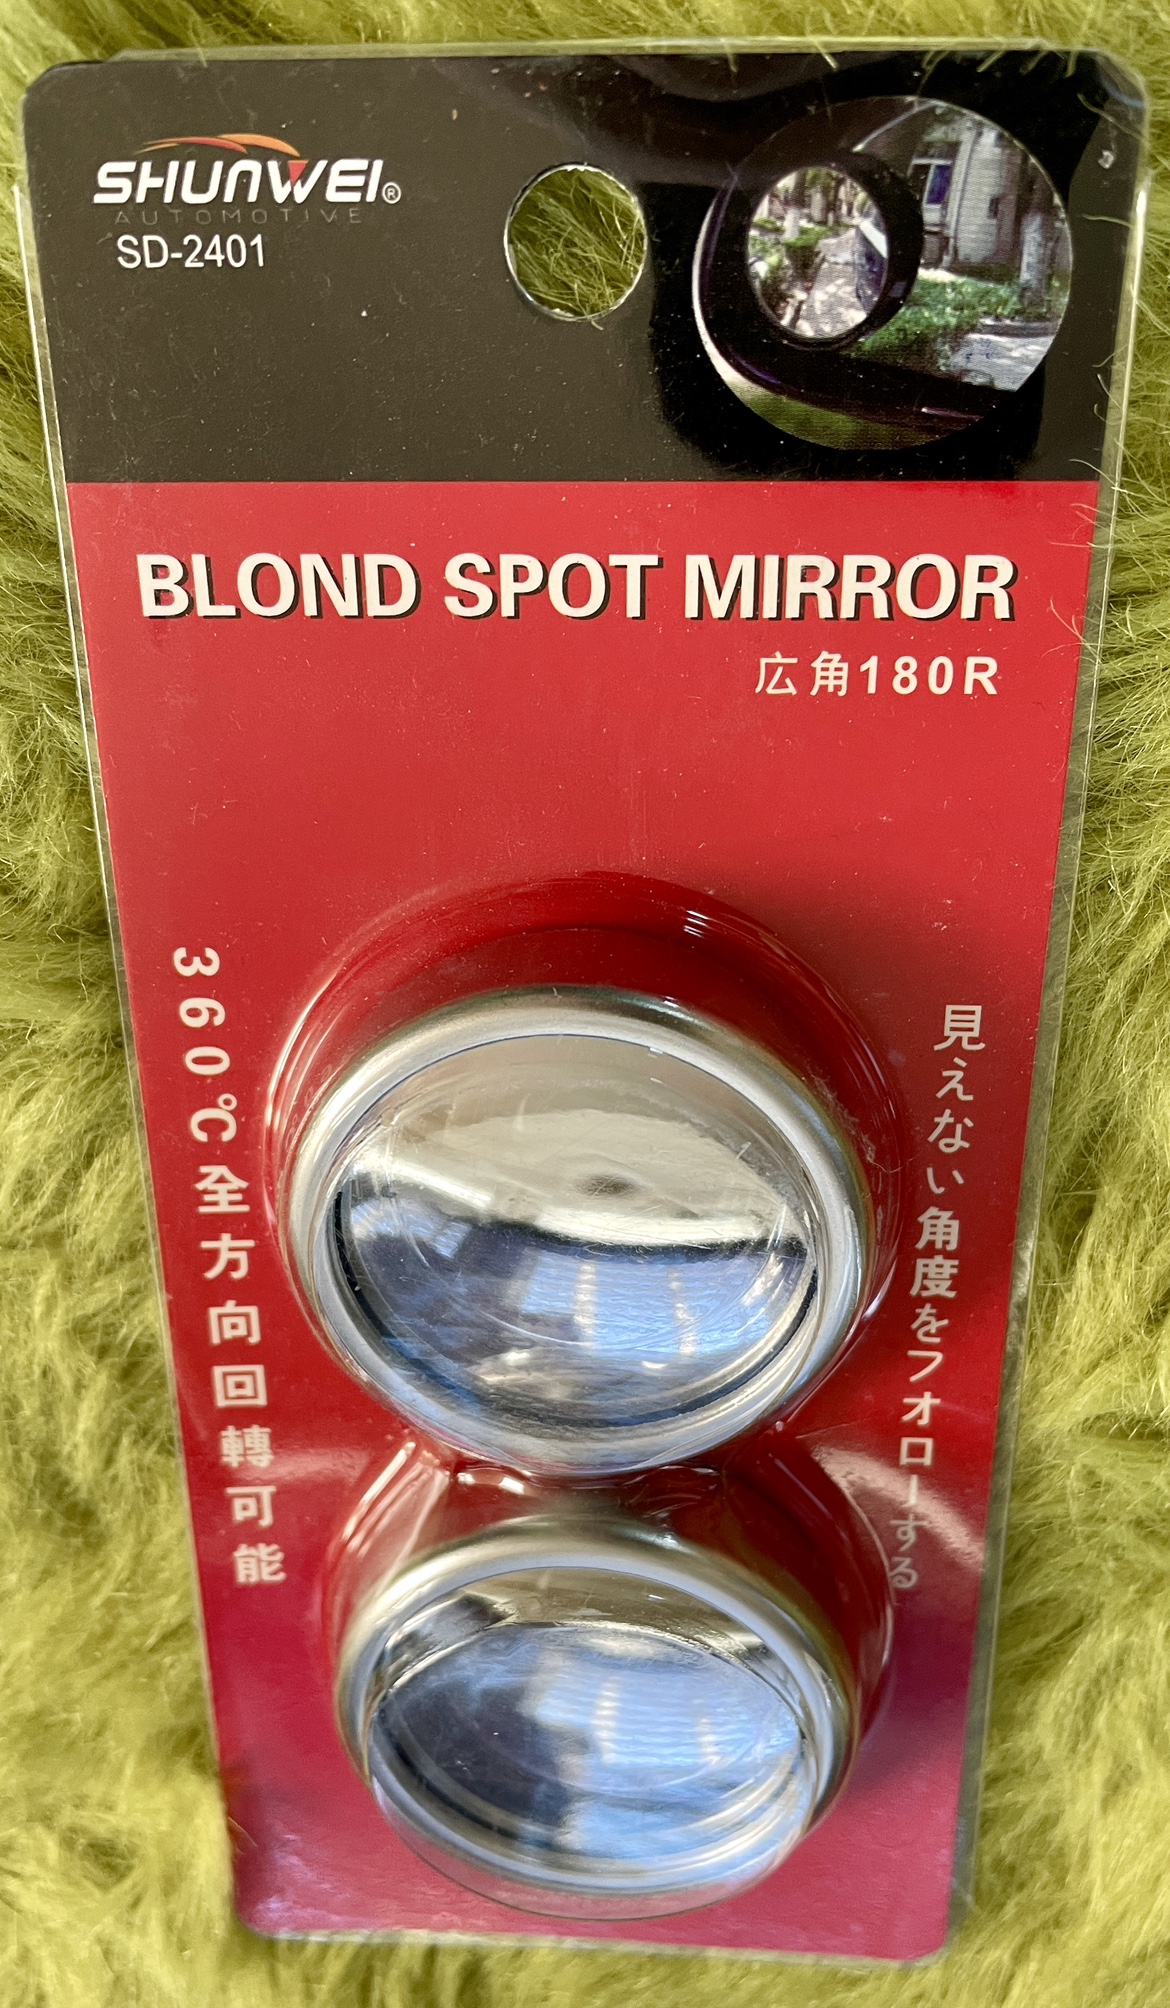 SHUNWEI®
AUTOMOTIVE
SD-2401
BLOND SPOT MIRROR
広角180R
360℃全方向回轉可能
見えない角度をフォローする